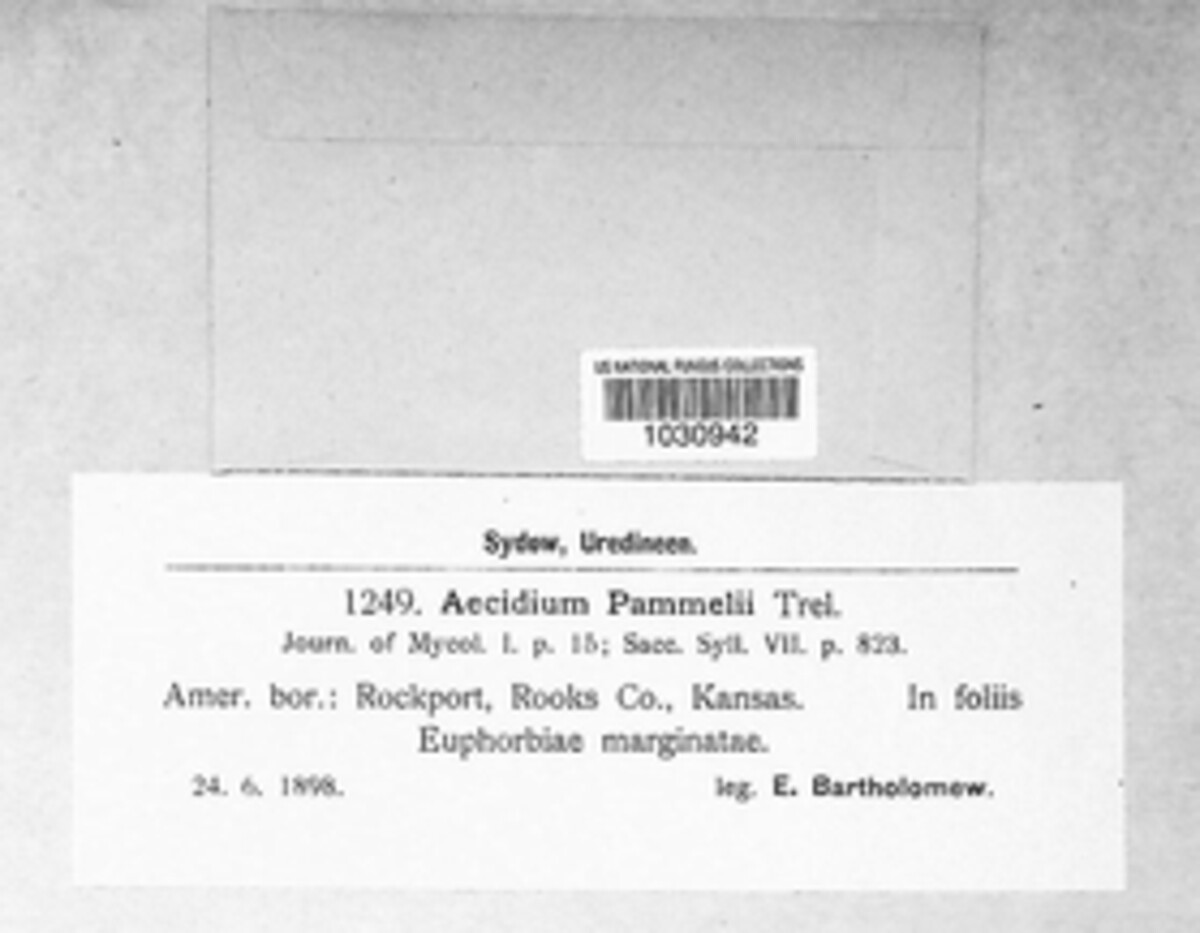 US NATIONAL FUNGUS COLLECTIONS
1030942
Sydow, Uredineen.
1249. Aecidium Pammelii Trel.
Journ. of Mycol. I. p. 15; Sacc. Syll. VII. p. 823.
Amer. bor.: Rockport, Rooks Co., Kansas. In foliis
Euphorbiae marginatae.
24. 6. 1898. leg. E. Bartholomew.